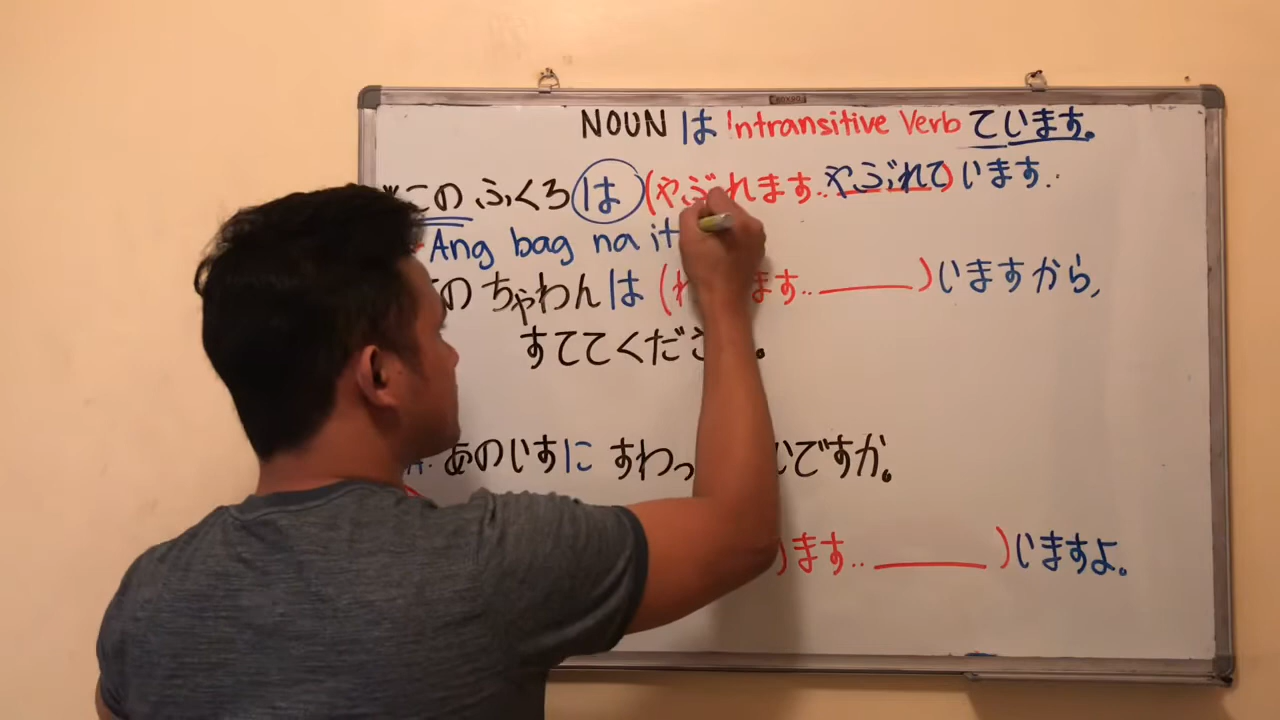 NOUN は Intransitive Verb ています。
このふくろは (やぶれます.. やぶれて) います..
Ang bag na it
のちゃわんは ( ます.. ______) いますから,
すててください。
あのいすに すわっ いですか。
ます.. ______) いますよ。